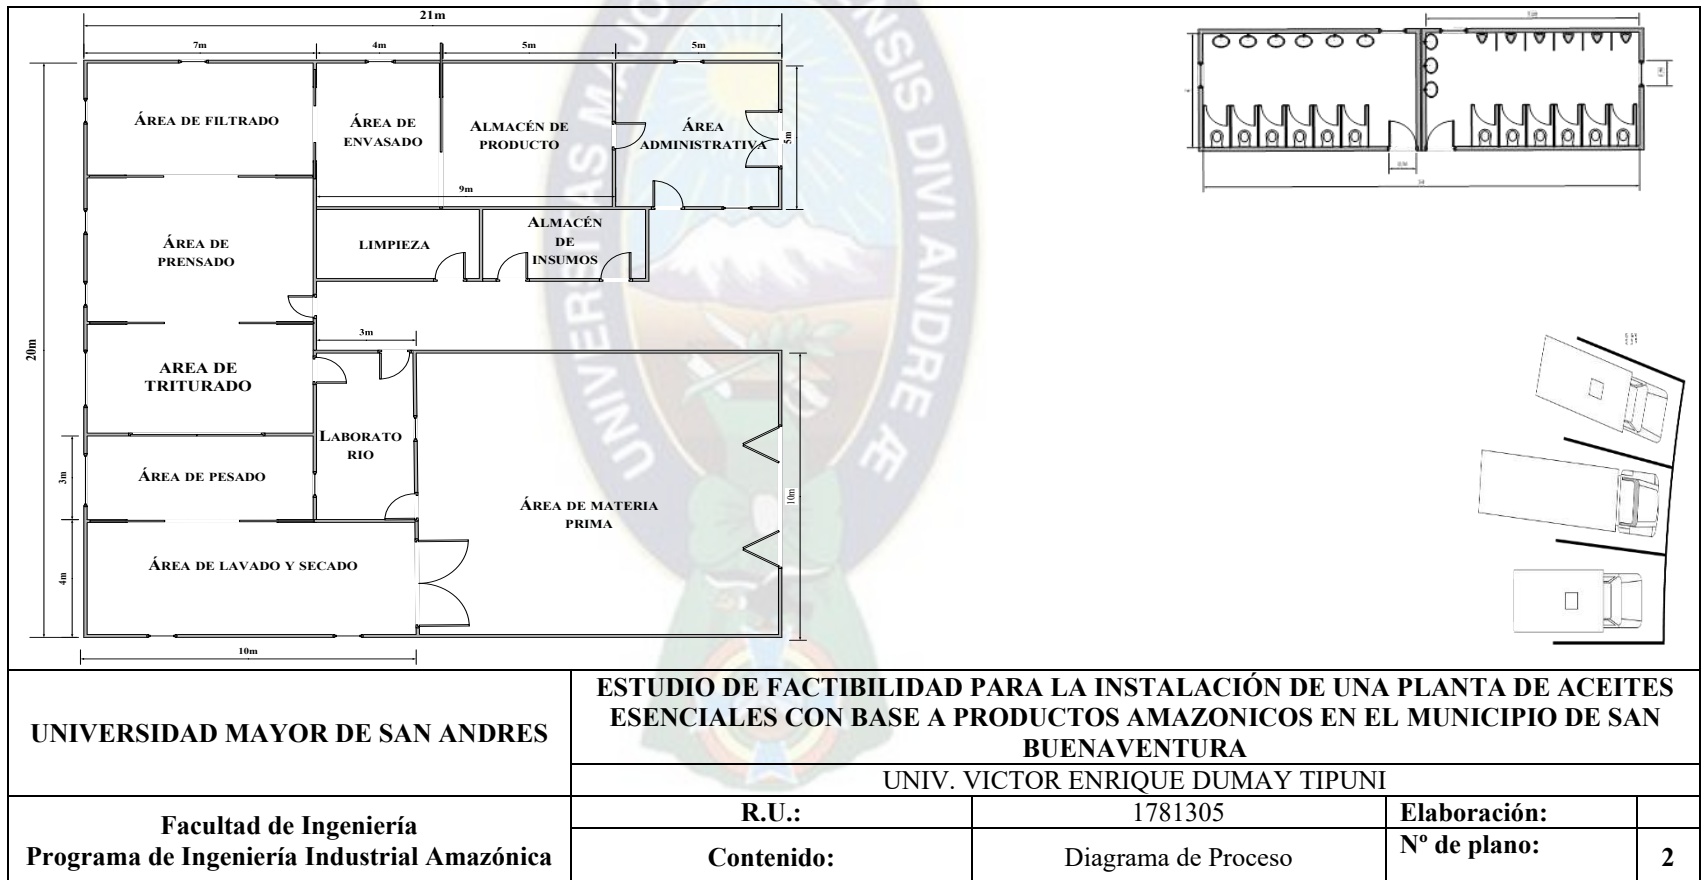 21m
7m
4m
5m
5m
20m
ÁREA DE FILTRADO
ÁREA DE
ENVASADO
ALMACÉN DE
PRODUCTO
ÁREA
ADMINISTRATIVA
5m
9m
ÁREA DE
PRENSADO
LIMPIEZA
ALMACÉN
DE
INSUMOS
3m
AREA DE
TRITURADO
LABORATO
RIO
ÁREA DE PESADO
3m
ÁREA DE MATERIA
PRIMA
10m
ÁREA DE LAVADO Y SECADO
4m
10m
UNIVERSITAS MAJOR PACENSIS DIVI ANDRE Æ
UNIVERSIDAD MAYOR DE SAN ANDRES
ESTUDIO DE FACTIBILIDAD PARA LA INSTALACIÓN DE UNA PLANTA DE ACEITES
ESENCIALES CON BASE A PRODUCTOS AMAZONICOS EN EL MUNICIPIO DE SAN
BUENAVENTURA
UNIV. VICTOR ENRIQUE DUMAY TIPUNI
Facultad de Ingeniería
Programa de Ingeniería Industrial Amazónica
R.U.:
1781305
Elaboración:
Contenido:
Diagrama de Proceso
Nº de plano:
2